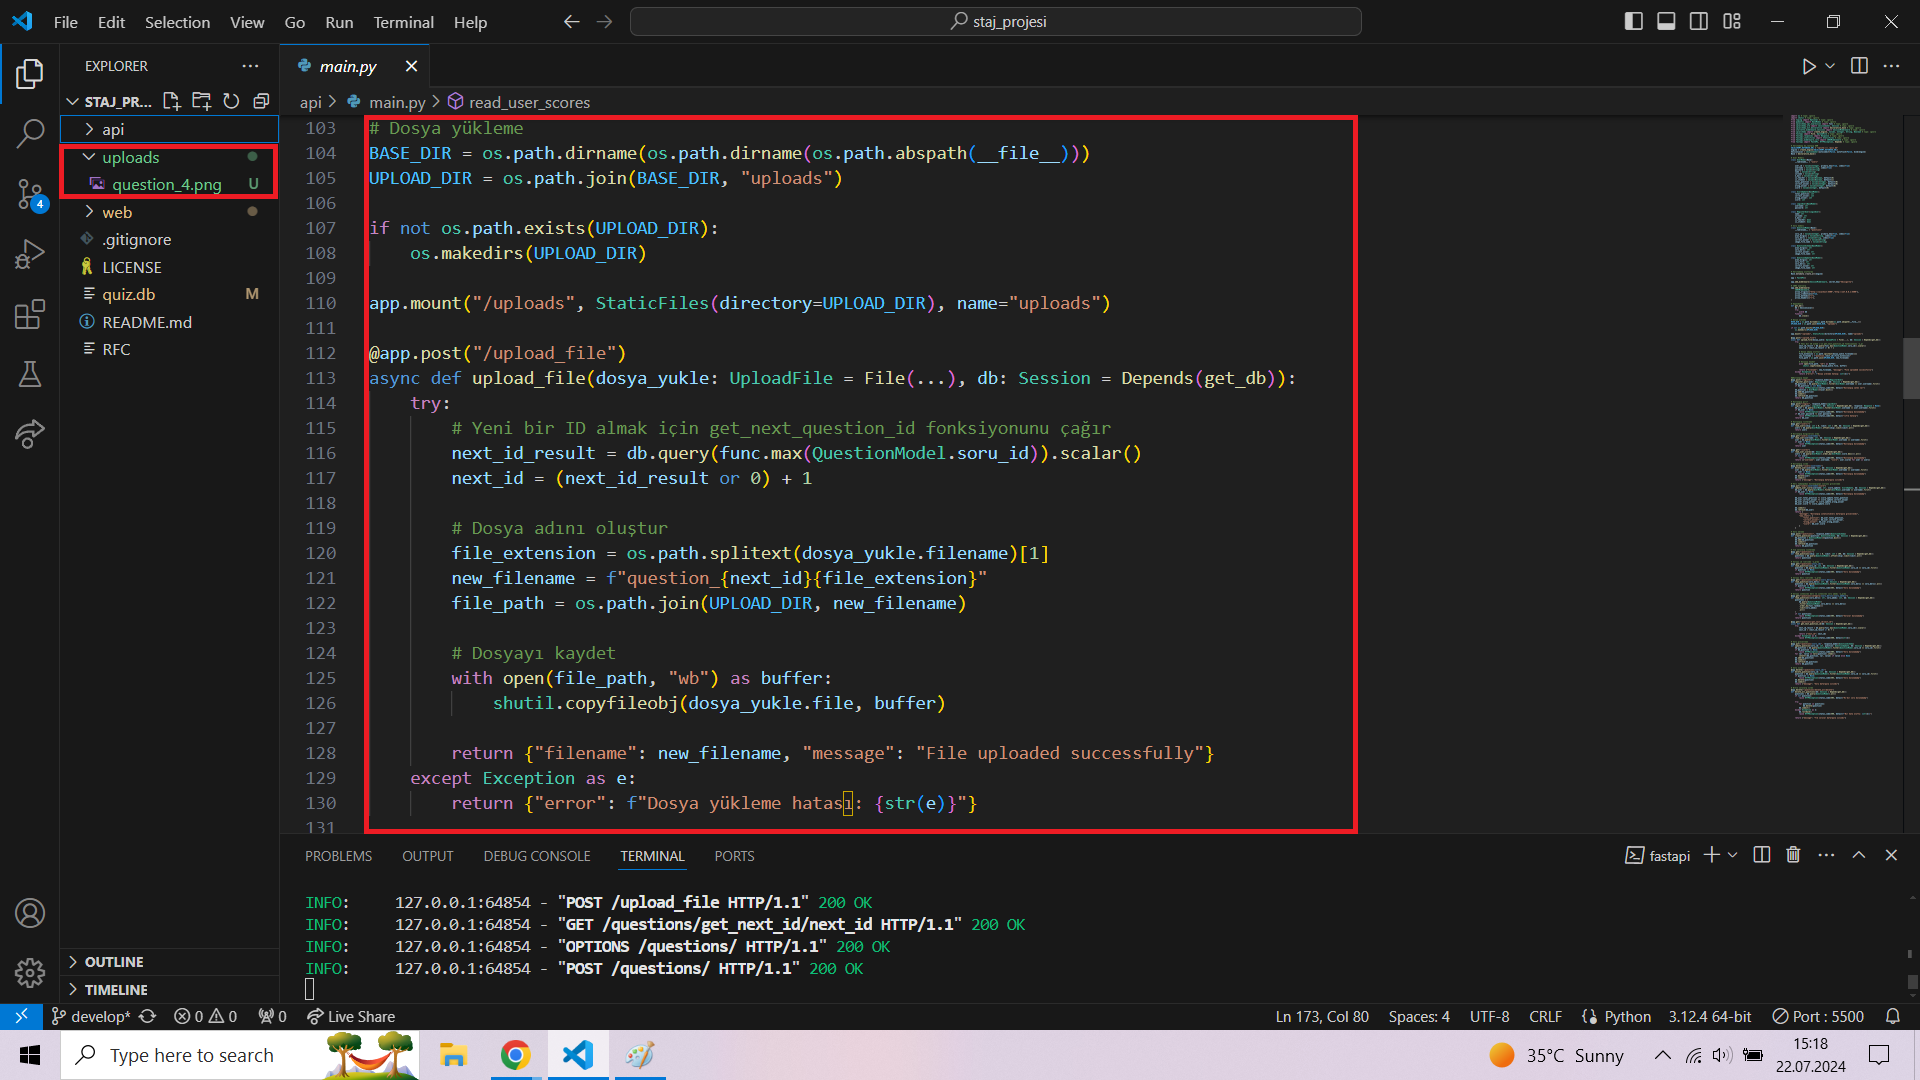 File Edit Selection View Go Run Terminal Help
staj_projesi
EXPLORER
main.py
STAJ_PR...
api > main.py > read_user_scores
api
uploads
question_4.png U
web
.gitignore
LICENSE
quiz.db M
README.md
RFC
4
103 # Dosya yükleme
104 BASE_DIR = os.path.dirname(os.path.dirname(os.path.abspath(__file__)))
105 UPLOAD_DIR = os.path.join(BASE_DIR, "uploads")
106
107 if not os.path.exists(UPLOAD_DIR):
108     os.makedirs(UPLOAD_DIR)
109
110 app.mount("/uploads", StaticFiles(directory=UPLOAD_DIR), name="uploads")
111
112 @app.post("/upload_file")
113 async def upload_file(dosya_yukle: UploadFile = File(...), db: Session = Depends(get_db)):
114     try:
115         # Yeni bir ID almak için get_next_question_id fonksiyonunu çağır
116         next_id_result = db.query(func.max(QuestionModel.soru_id)).scalar()
117         next_id = (next_id_result or 0) + 1
118
119         # Dosya adını oluştur
120         file_extension = os.path.splitext(dosya_yukle.filename)[1]
121         new_filename = f"question_{next_id}{file_extension}"
122         file_path = os.path.join(UPLOAD_DIR, new_filename)
123
124         # Dosyayı kaydet
125         with open(file_path, "wb") as buffer:
126             shutil.copyfileobj(dosya_yukle.file, buffer)
127
128         return {"filename": new_filename, "message": "File uploaded successfully"}
129     except Exception as e:
130         return {"error": f"Dosya yükleme hatası: {str(e)}"}
131
PROBLEMS OUTPUT DEBUG CONSOLE TERMINAL PORTS
fastapi
INFO: 127.0.0.1:64854 - "POST /upload_file HTTP/1.1" 200 OK
INFO: 127.0.0.1:64854 - "GET /questions/get_next_id/next_id HTTP/1.1" 200 OK
INFO: 127.0.0.1:64854 - "OPTIONS /questions/ HTTP/1.1" 200 OK
INFO: 127.0.0.1:64854 - "POST /questions/ HTTP/1.1" 200 OK
OUTLINE
TIMELINE
develop* 0 0 0 Live Share
Ln 173, Col 80 Spaces: 4 UTF-8 CRLF Python 3.12.4 64-bit Port : 5500
Type here to search
35°C Sunny
15:18
22.07.2024